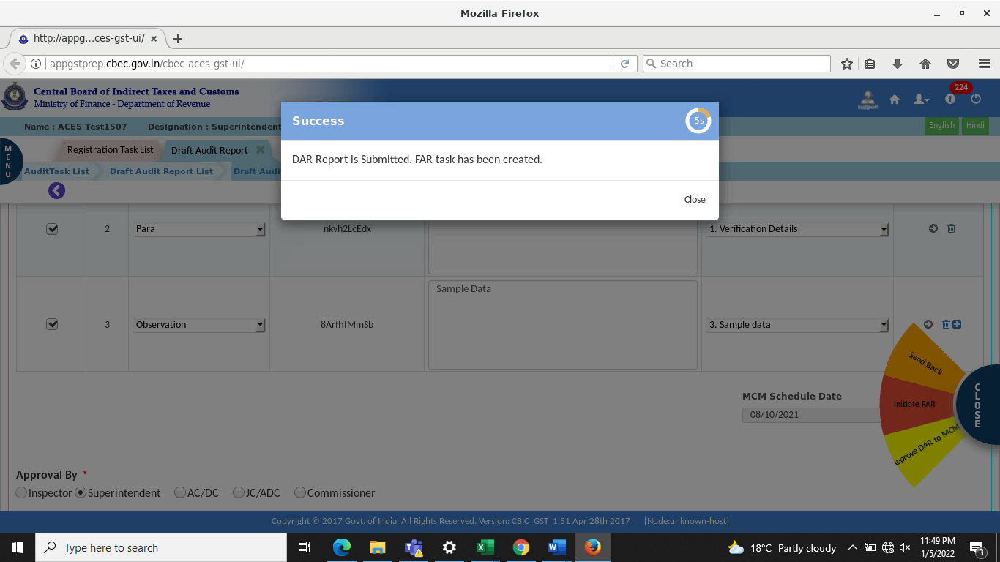 Mozilla Firefox
http://appg...ces-gst-ui/
appgstprep.cbec.gov.in/cbec-aces-gst-ui/
Search
Central Board of Indirect Taxes and Customs
Ministry of Finance - Department of Revenue
support
224
Name : ACES Test1507 Designation : Superintendent
English Hindi
MENU
Registration Task List Draft Audit Report
AuditTask List Draft Audit Report List Draft Audi
Success 5s
DAR Report is Submitted. FAR task has been created.
Close
2 Para nkvh2LcEdx 1. Verification Details
Sample Data
3 Observation 8ArfhIMmSb 3. Sample data
Send Back
Initiate FAR
Approve DAR to MCM
CLOSE
MCM Schedule Date
08/10/2021
Approval By *
Inspector Superintendent AC/DC JC/ADC Commissioner
Copyright © 2017 Govt. of India. All Rights Reserved. Version: CBIC_GST_1.51 Apr 28th 2017 [Node:unknown-host]
Type here to search
18°C Partly cloudy
11:49 PM
1/5/2022
3